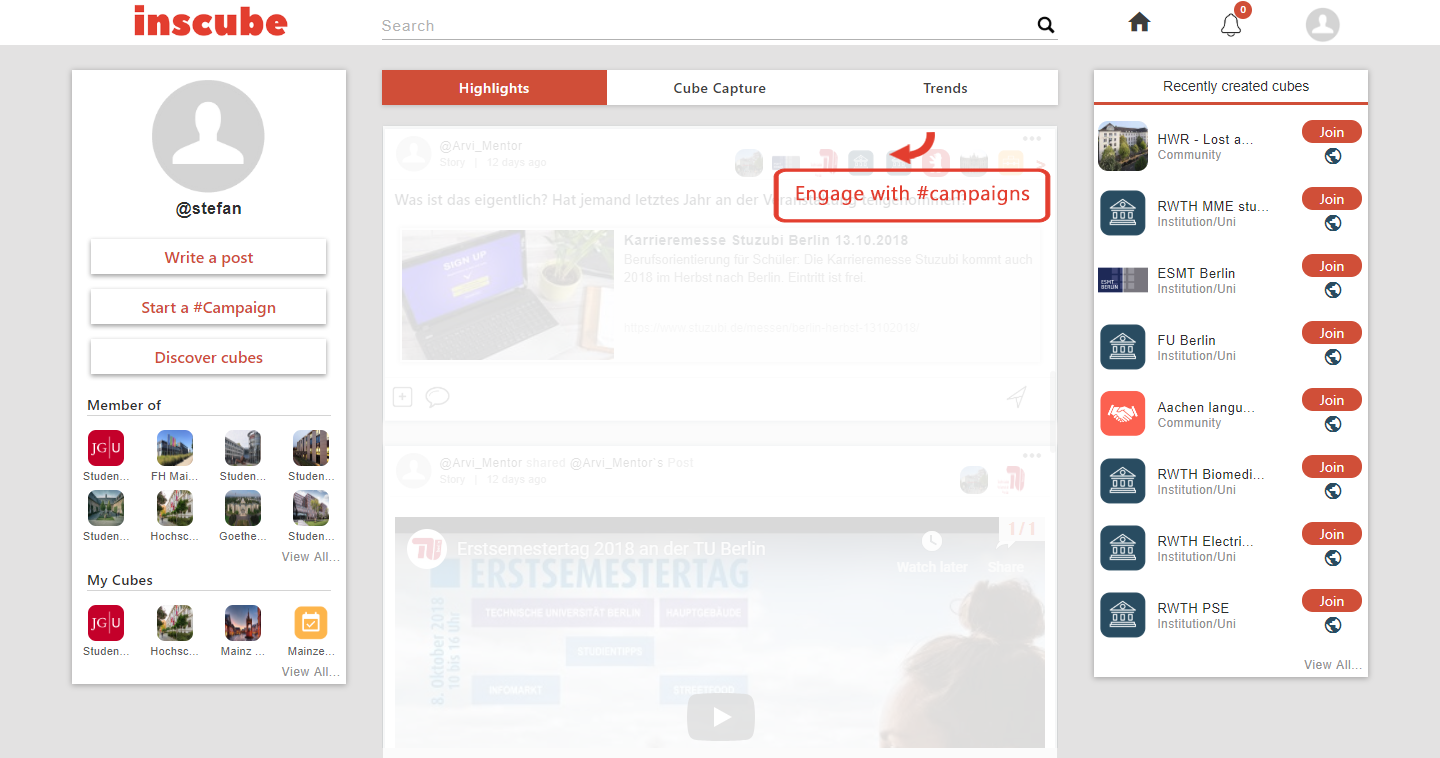 inscube
Search
0
@stefan
Write a post
Start a #Campaign
Discover cubes
Member of
JG|U
Studen... FH Mai... Studen... Studen...
Studen... Hochsc... Goethe... Studen...
View All...
My Cubes
JG|U
Studen... Hochsc... Mainz ... Mainze...
View All...
Highlights Cube Capture Trends
@Arvi_Mentor
Story | 12 days ago
Engage with #campaigns
Was ist das eigentlich? Hat jemand letztes Jahr an der
SIGN UP
Karrieremesse Stuzubi Berlin 13.10.2018
Berufsorientierung für Schüler. Die Karrieremesse Stuzubi kommt auch
2018 im Herbst nach Berlin. Eintritt ist frei.
https://www.stuzubi.de/messen/berlin-herbst-13102018/
@Arvi_Mentor shared @Arvi_Mentor`s Post
Story | 12 days ago
1 / 1
Erstsemestertag 2018 an der TU Berlin
Watch later Share
ERSTSEMESTERTAG
8. Oktober 2018
10 bis 16 Uhr
TECHNISCHE UNIVERSITÄT BERLIN HAUPTGEBÄUDE
STUDIENTIPPS
INFOMARKT STREETFOOD
Recently created cubes
HWR - Lost a... Join
Community
RWTH MME stu... Join
Institution/Uni
ESMT
BERLIN
ESMT Berlin Join
Institution/Uni
FU Berlin Join
Institution/Uni
Aachen langu... Join
Community
RWTH Biomedi... Join
Institution/Uni
RWTH Electri... Join
Institution/Uni
RWTH PSE Join
Institution/Uni
View All...